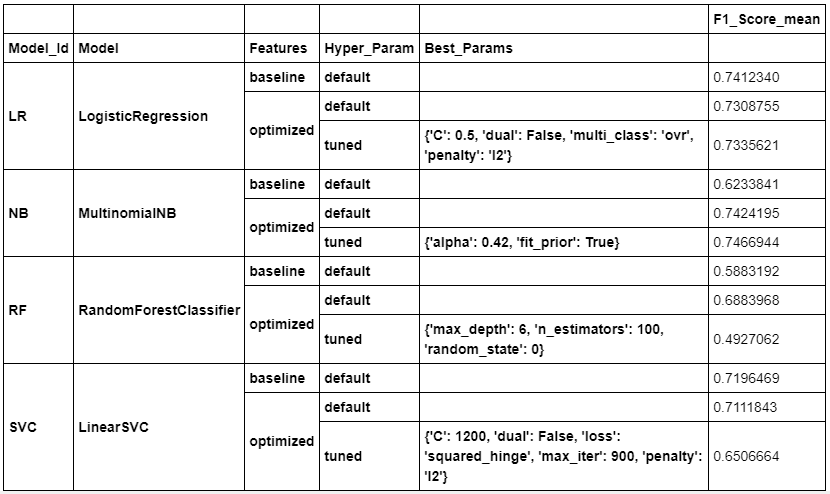 F1_Score_mean
Model_Id Model Features Hyper_Param Best_Params
LR LogisticRegression baseline default 0.7412340
optimized default 0.7308755
tuned {'C': 0.5, 'dual': False, 'multi_class': 'ovr',
'penalty': 'l2'} 0.7335621
NB MultinomialNB baseline default 0.6233841
optimized default 0.7424195
tuned {'alpha': 0.42, 'fit_prior': True} 0.7466944
RF RandomForestClassifier baseline default 0.5883192
optimized default 0.6883968
tuned {'max_depth': 6, 'n_estimators': 100,
'random_state': 0} 0.4927062
SVC LinearSVC baseline default 0.7196469
optimized default 0.7111843
tuned {'C': 1200, 'dual': False, 'loss':
'squared_hinge', 'max_iter': 900, 'penalty': 0.6506664
'l2'}